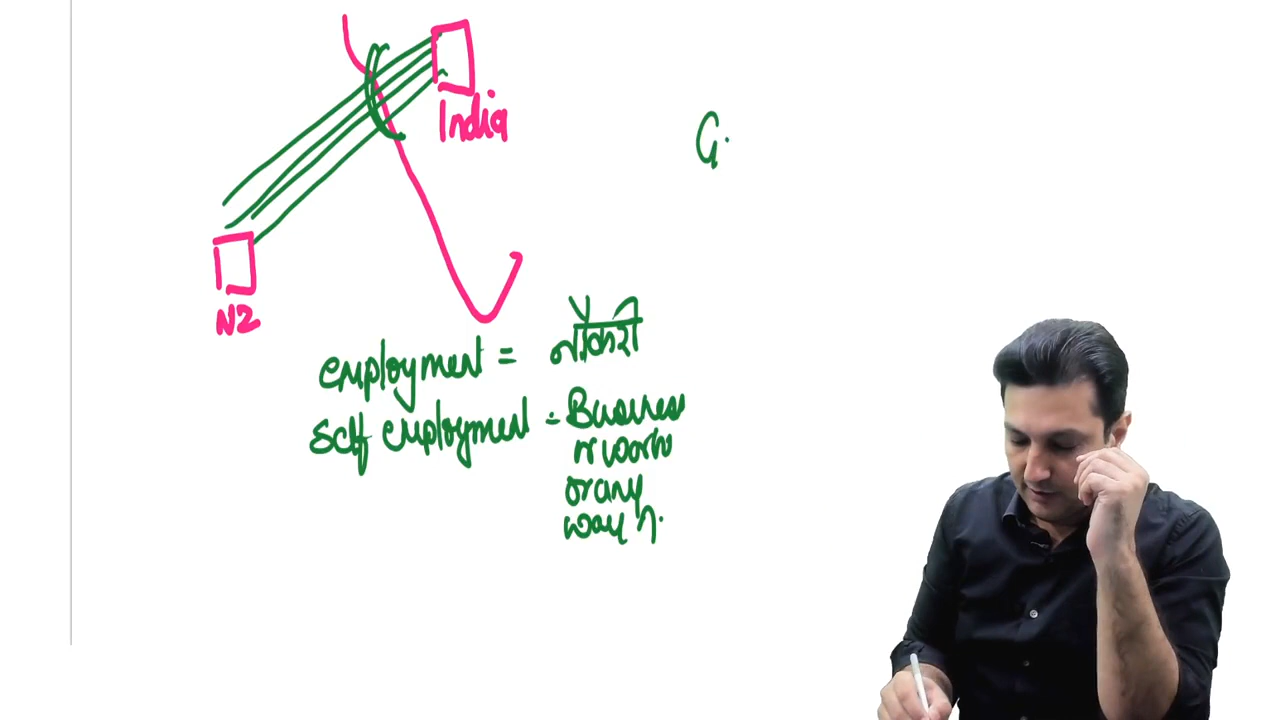 India
G.
NZ
employment = नौकरी
self employment = Business
or work
or any
way